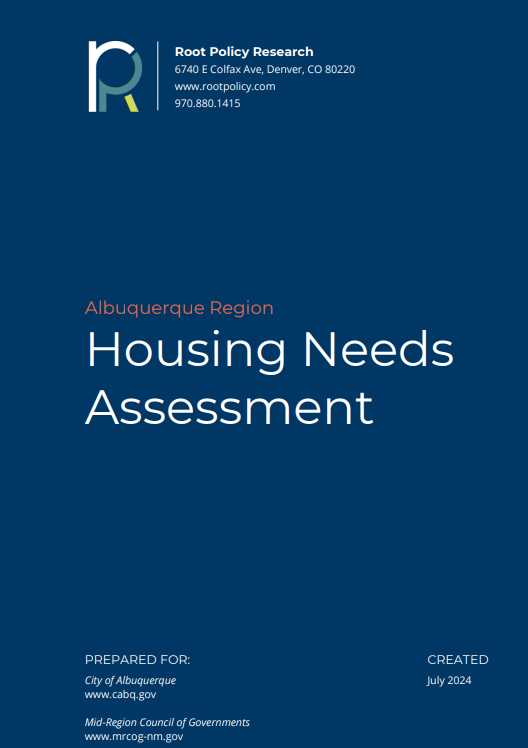 Root Policy Research
6740 E Colfax Ave, Denver, CO 80220
www.rootpolicy.com
970.880.1415
Albuquerque Region
Housing Needs
Assessment
PREPARED FOR:
City of Albuquerque
www.cabq.gov
Mid-Region Council of Governments
www.mrcog-nm.gov
CREATED
July 2024